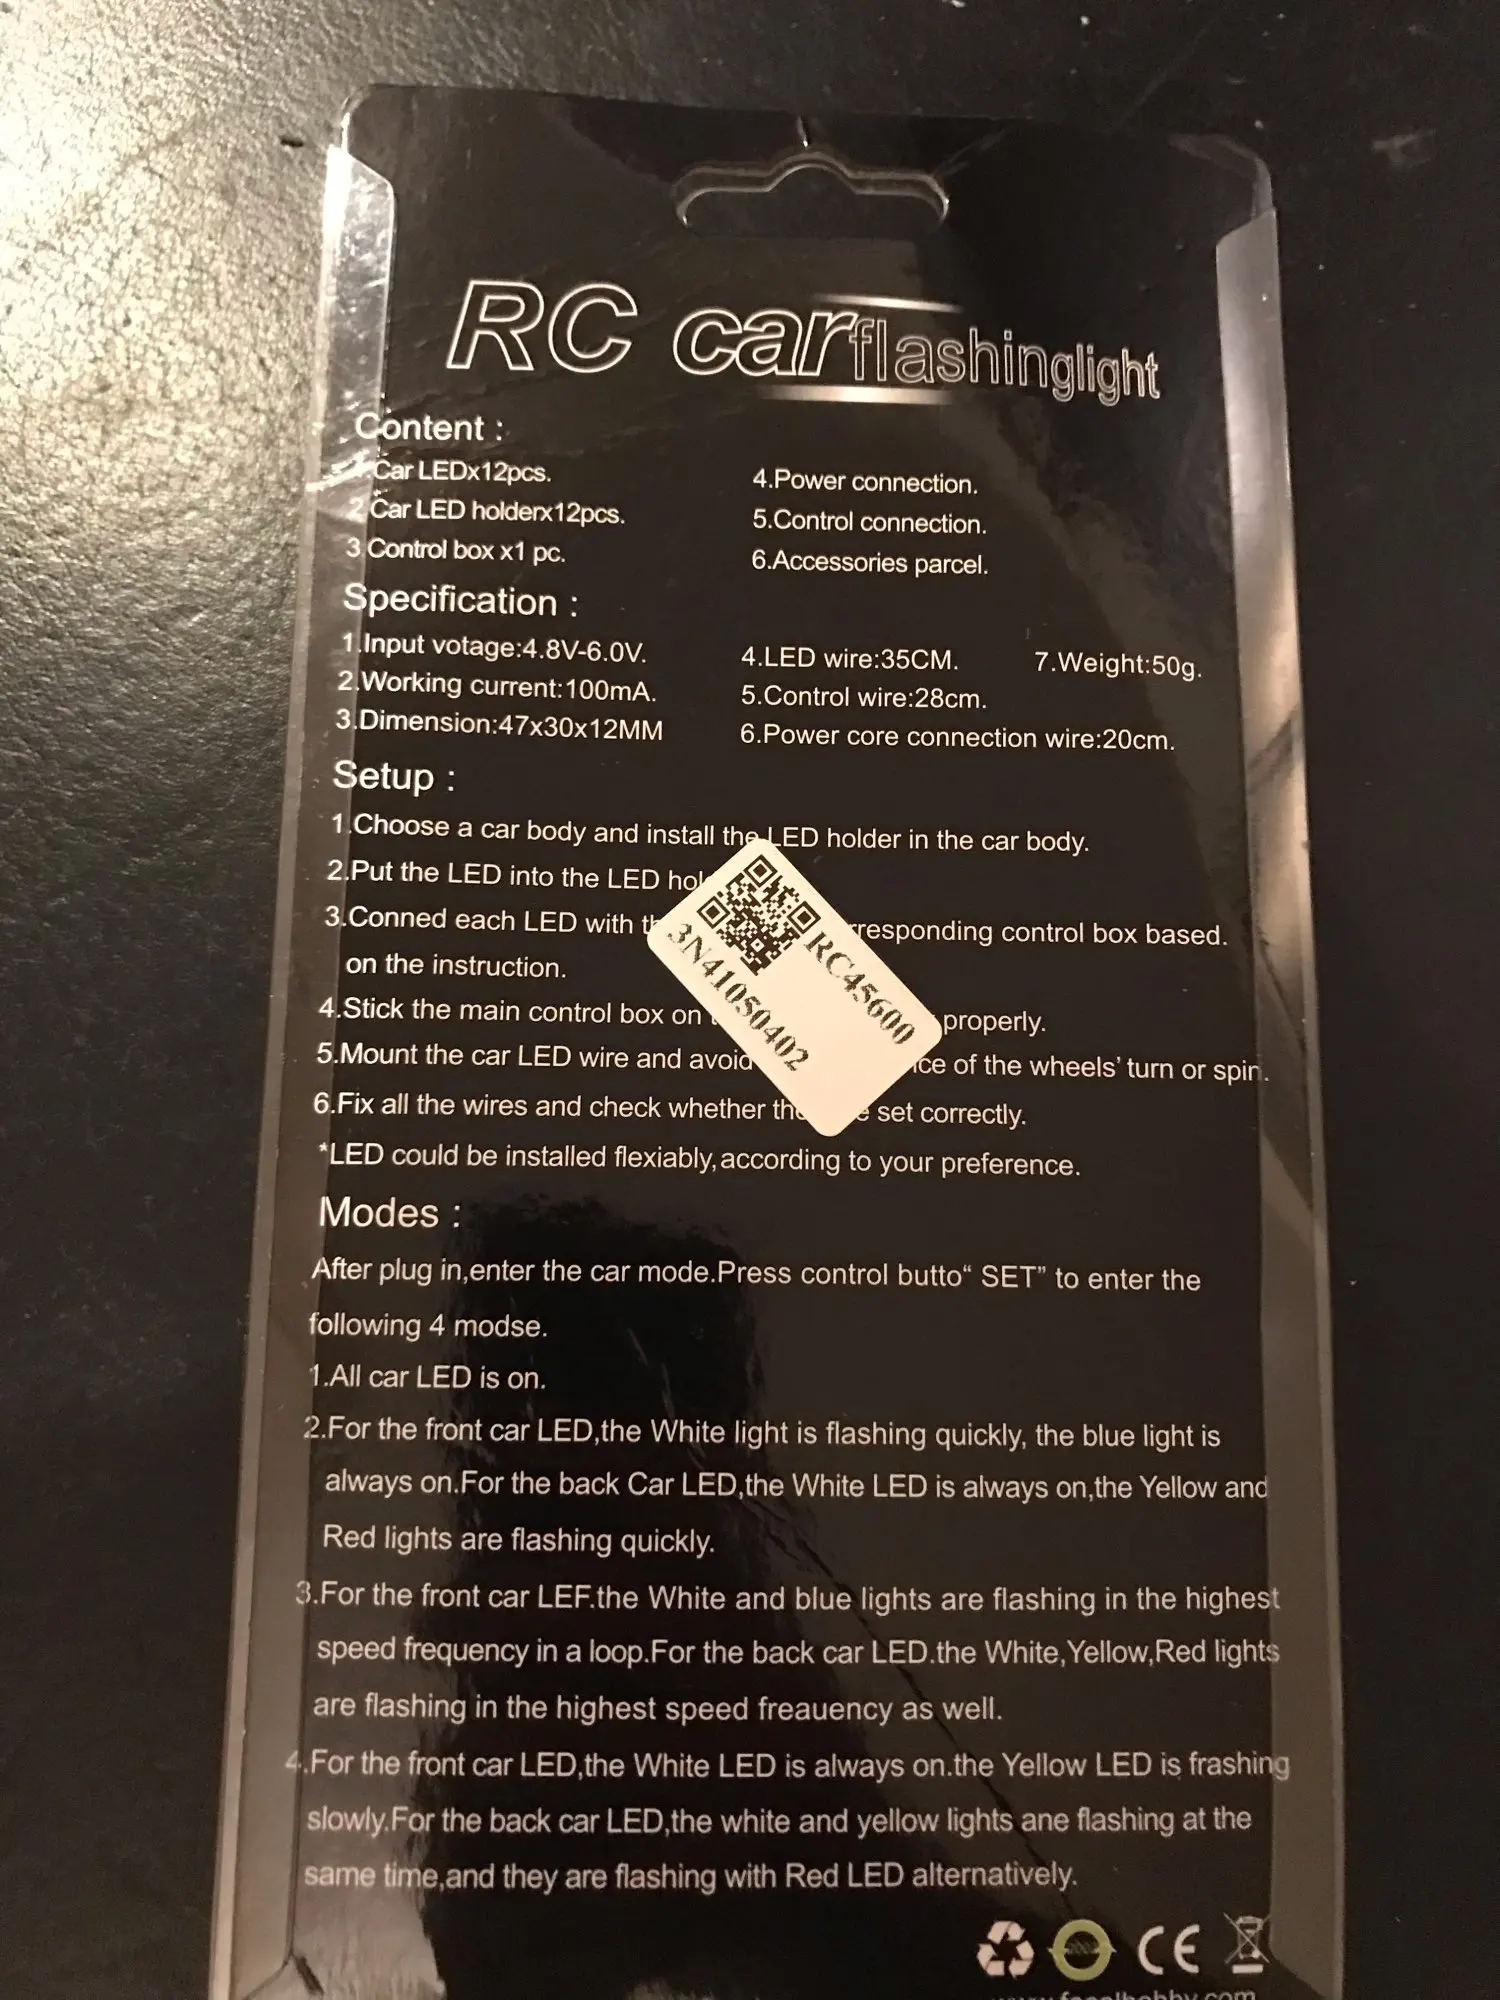 RC car flashinglight
Content :
Car LEDx12pcs.
2.Car LED holderx12pcs.
3.Control box x1 pc.
4.Power connection.
5.Control connection.
6.Accessories parcel.
Specification :
1.Input votage:4.8V-6.0V.
2.Working current:100mA.
3.Dimension:47x30x12MM
4.LED wire:35CM.
5.Control wire:28cm.
6.Power core connection wire:20cm.
7.Weight:50g.
Setup :
1.Choose a car body and install the LED holder in the car body.
2.Put the LED into the LED
3.Conned each LED with control box based.
on the instruction.
4.Stick the main control box on properly.
5.Mount the car LED wire and avoid of the wheels' turn or spin.
6.Fix all the wires and check whether set correctly.
*LED could be installed flexiably,according to your preference.
RC45600
3N41050402
Modes :
After plug in,enter the car mode.Press control butto“ SET” to enter the
following 4 modse.
1.All car LED is on.
2.For the front car LED,the White light is flashing quickly, the blue light is
always on.For the back Car LED,the White LED is always on,the Yellow and
Red lights are flashing quickly.
3.For the front car LEF.the White and blue lights are flashing in the highest
speed frequency in a loop.For the back car LED.the White,Yellow,Red lights
are flashing in the highest speed freauency as well.
4.For the front car LED,the White LED is always on.the Yellow LED is frashing
slowly.For the back car LED,the white and yellow lights ane flashing at the
same time,and they are flashing with Red LED alternatively.
CE